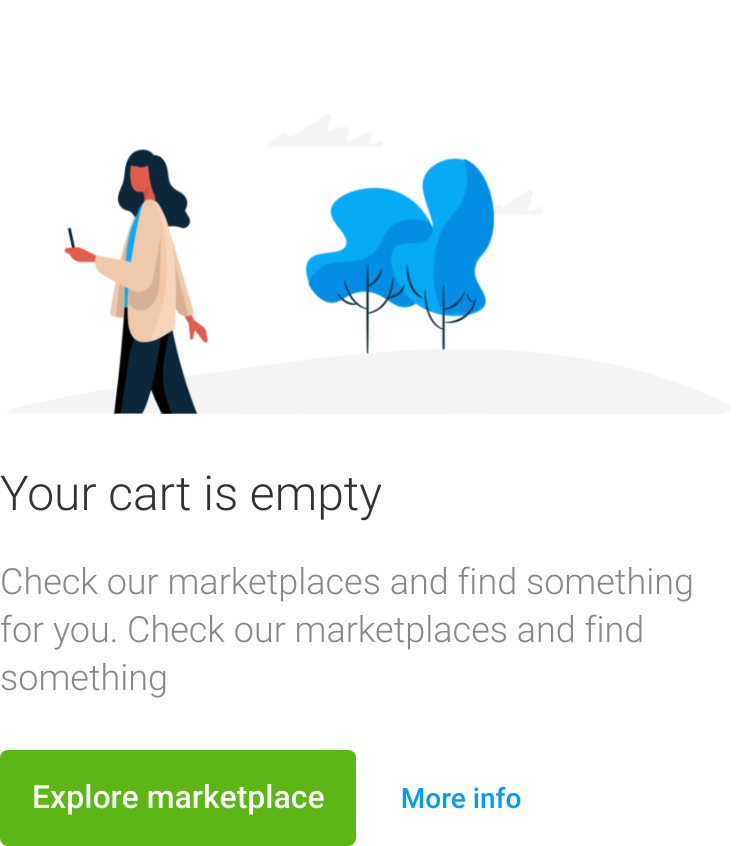 Your cart is empty
Check our marketplaces and find something
for you. Check our marketplaces and find
something
Explore marketplace
More info